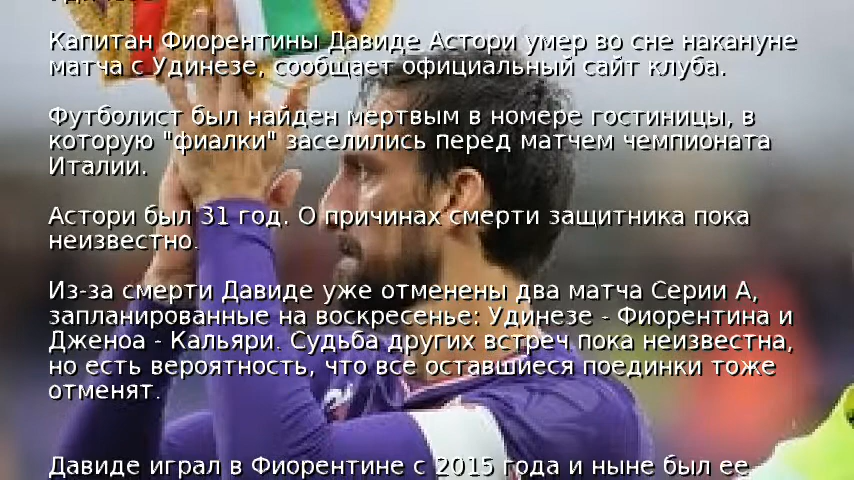 Капитан Фиорентины Давиде Астори умер во сне накануне
матча с Удинезе, сообщает официальный сайт клуба.
Футболист был найден мертвым в номере гостиницы, в
которую "фиалки" заселились перед матчем чемпионата
Италии.
Астори был 31 год. О причинах смерти защитника пока
неизвестно.
Из-за смерти Давиде уже отменены два матча Серии А,
запланированные на воскресенье: Удинезе - Фиорентина и
Дженоа - Кальяри. Судьба других встреч пока неизвестна,
но есть вероятность, что все оставшиеся поединки тоже
отменят.
Давиде играл в Фиорентине с 2015 года и ныне был ее